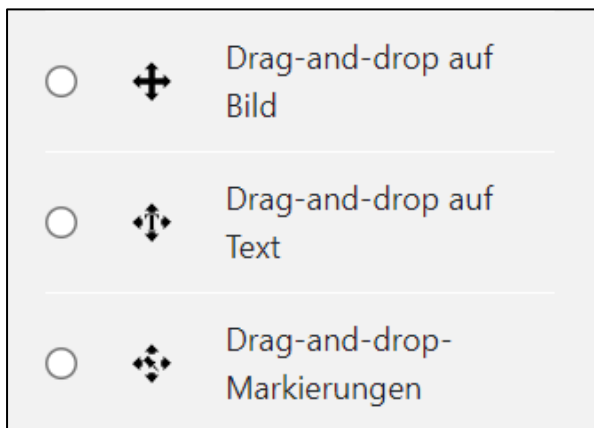 Drag-and-drop auf
Bild
Drag-and-drop auf
Text
Drag-and-drop-
Markierungen